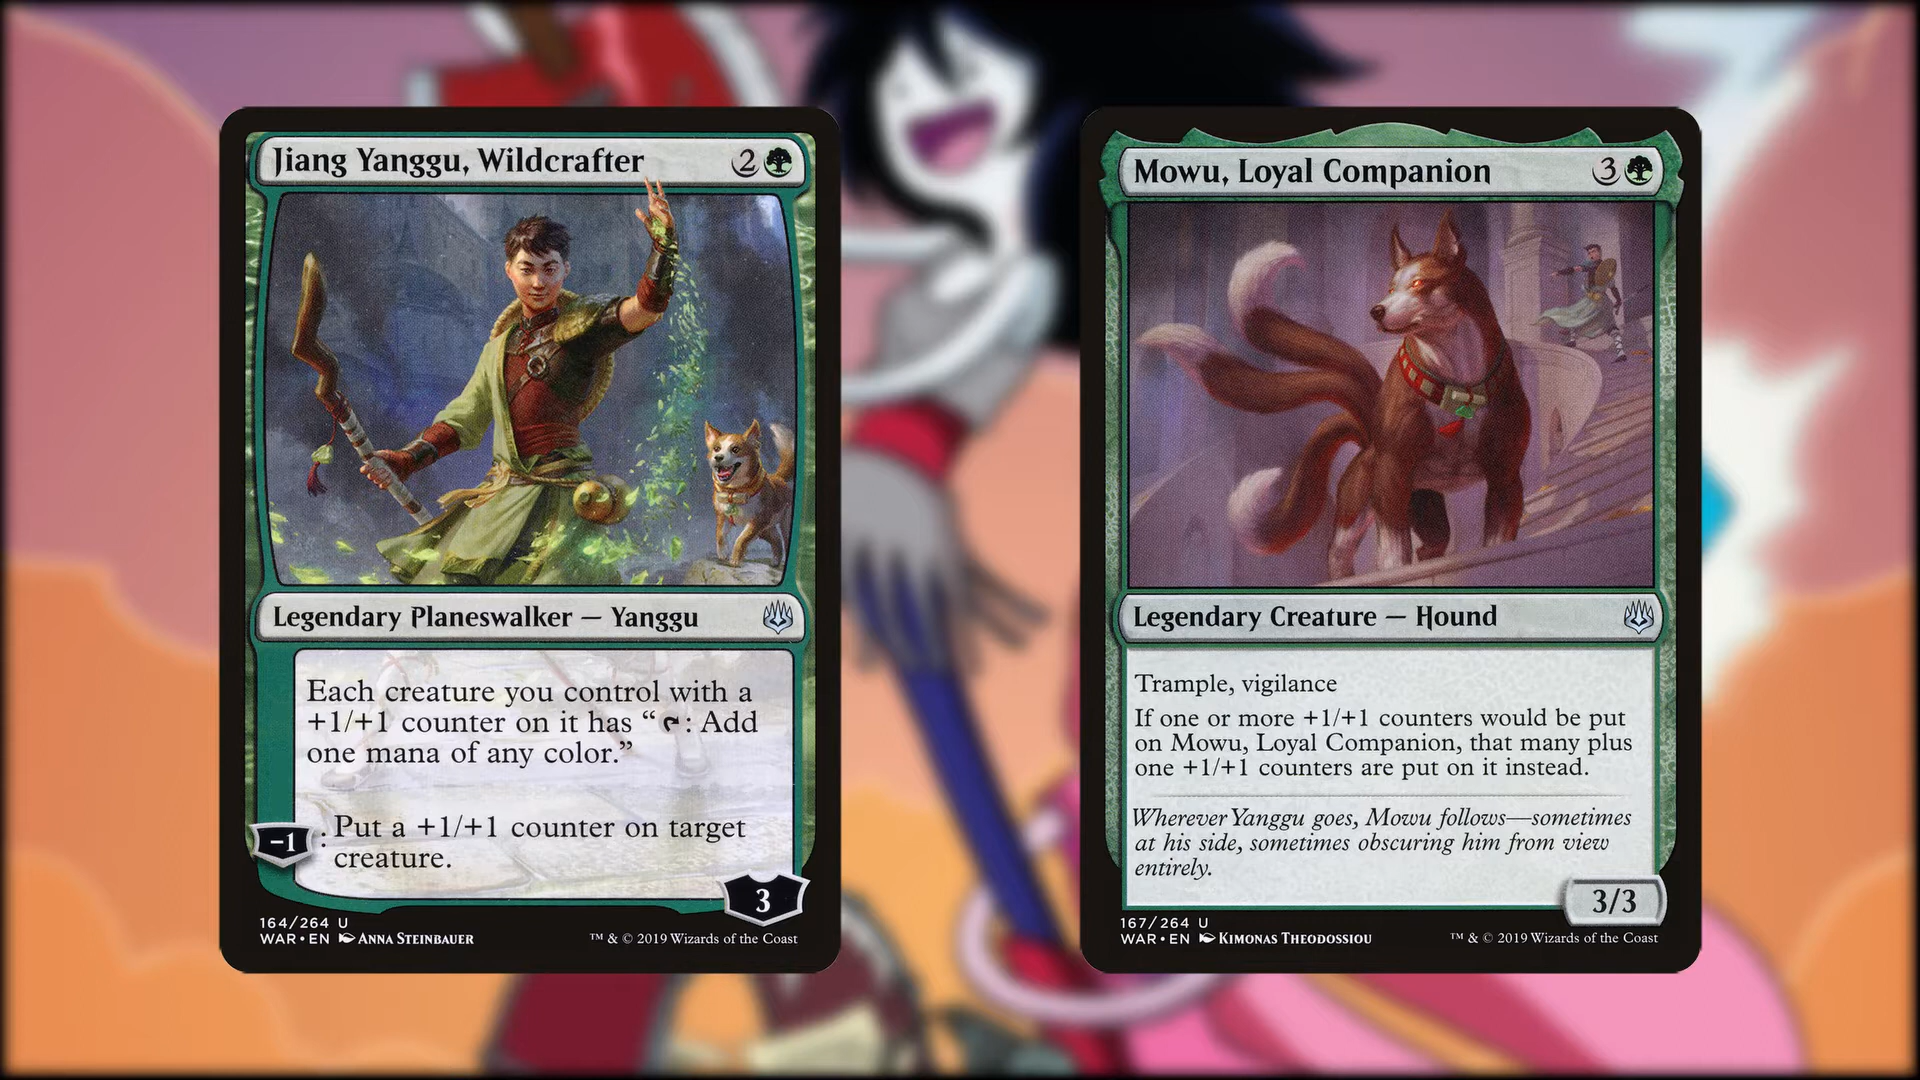 Jiang Yanggu, Wildcrafter 2
Legendary Planeswalker — Yanggu
Each creature you control with a
+1/+1 counter on it has “ : Add
one mana of any color.”
-1 : Put a +1/+1 counter on target
creature.
3
164/264 U
WAR • EN Anna Steinbauer ™ & © 2019 Wizards of the Coast
Mowu, Loyal Companion 3
Legendary Creature — Hound
Trample, vigilance
If one or more +1/+1 counters would be put
on Mowu, Loyal Companion, that many plus
one +1/+1 counters are put on it instead.
Wherever Yanggu goes, Mowu follows—sometimes
at his side, sometimes obscuring him from view
entirely.
3/3
167/264 U
WAR • EN Kimonas Theodossiou ™ & © 2019 Wizards of the Coast